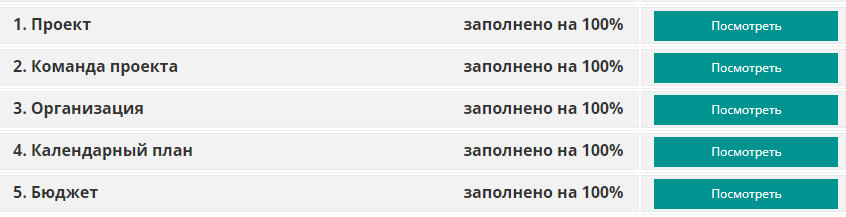 1. Проект заполнено на 100% Посмотреть
2. Команда проекта заполнено на 100% Посмотреть
3. Организация заполнено на 100% Посмотреть
4. Календарный план заполнено на 100% Посмотреть
5. Бюджет заполнено на 100% Посмотреть